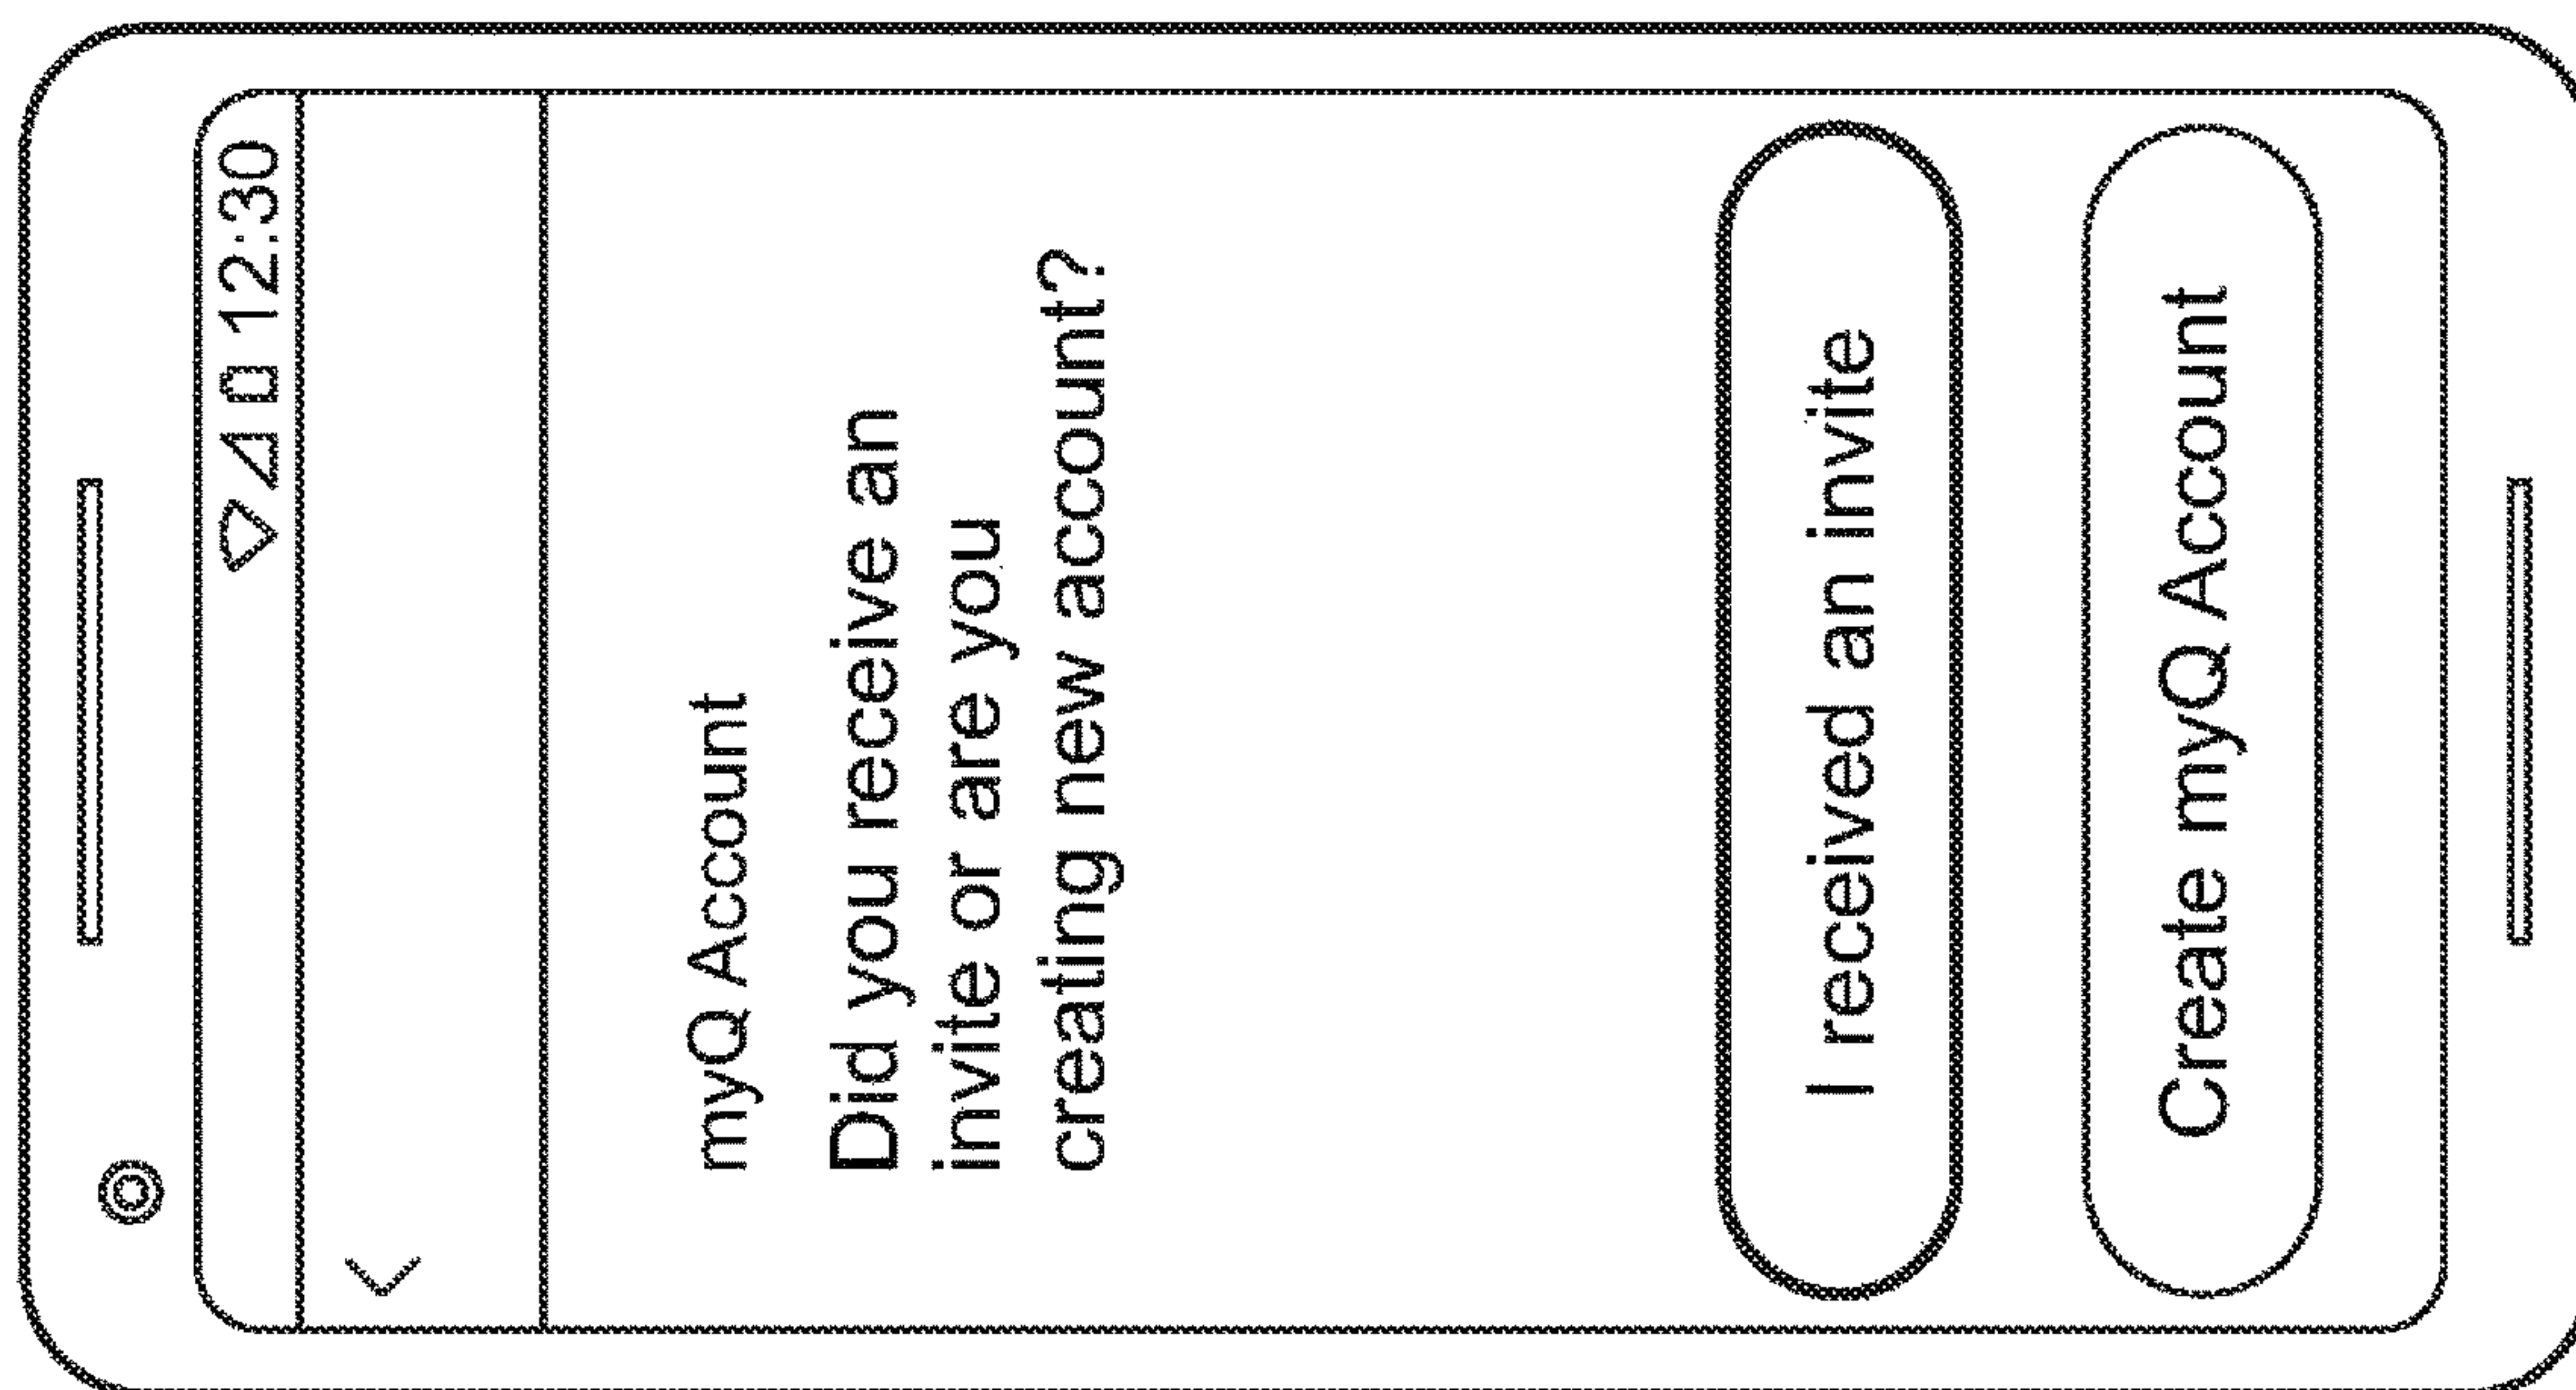 12:30
myQ Account
Did you receive an
invite or are you
creating new account?
I received an invite
Create myQ Account